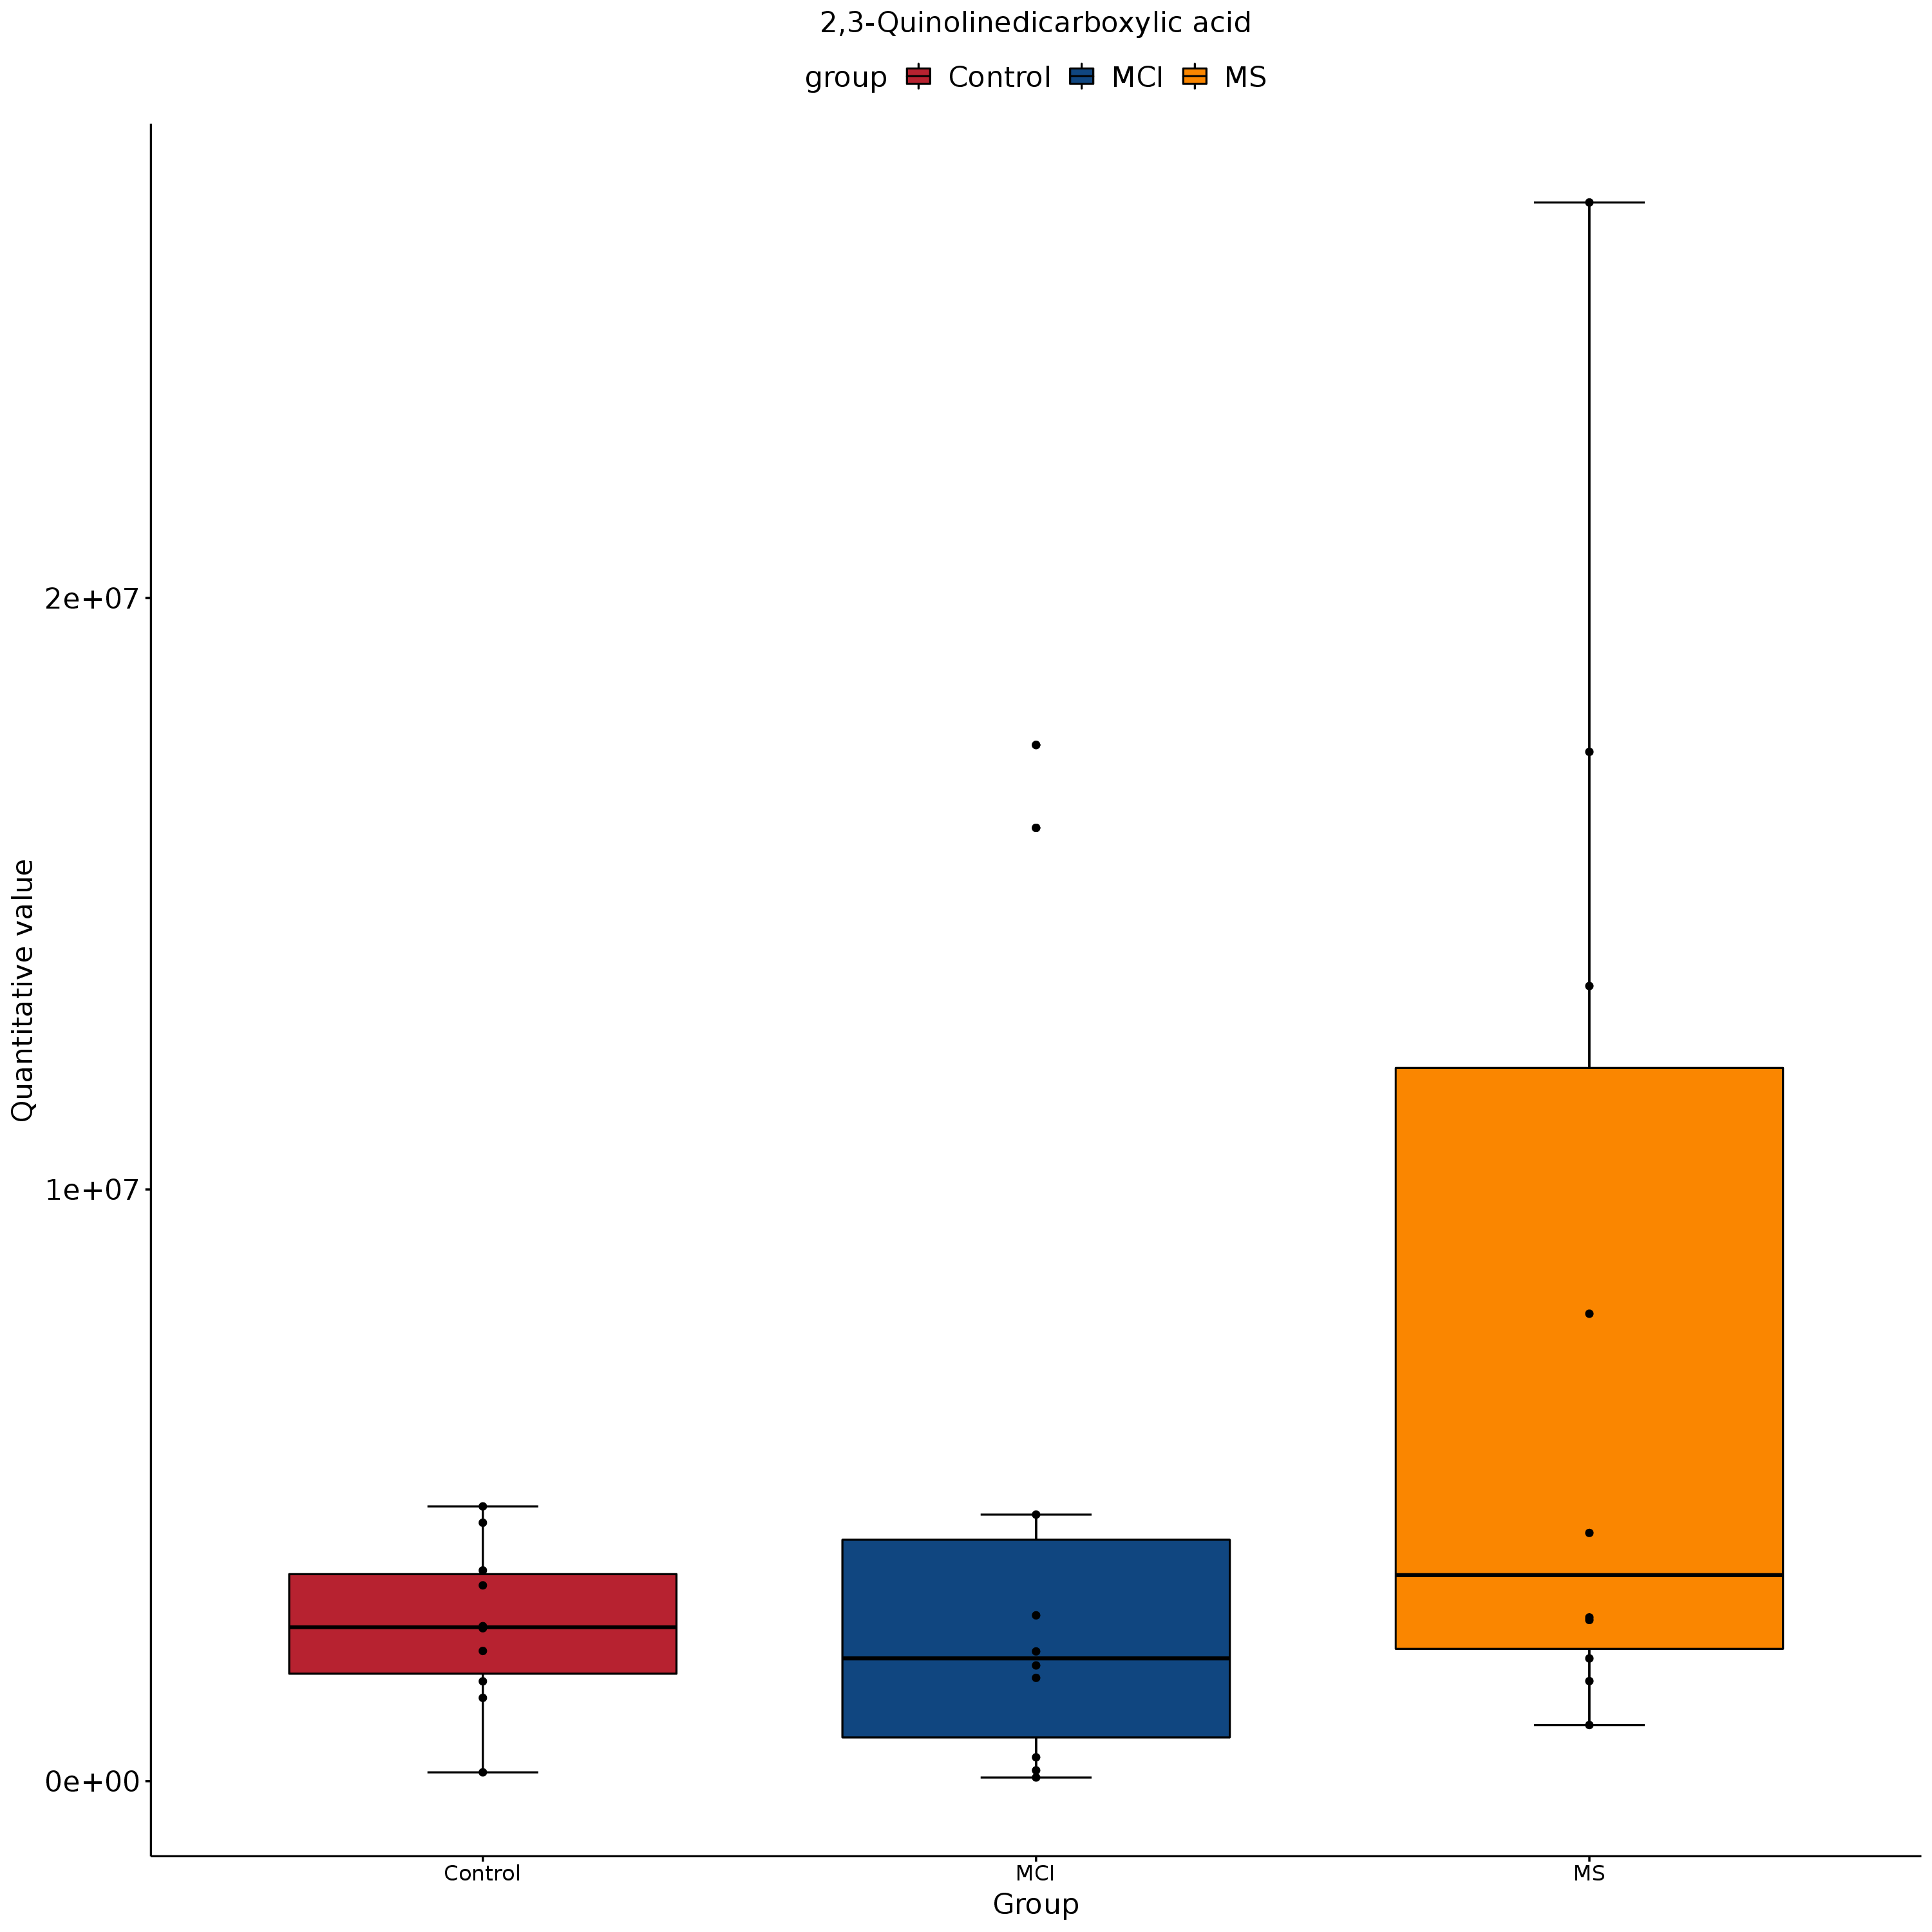 2,3-Quinolinedicarboxylic acid
group Control MCI MS
Quantitative value
2e+07
1e+07
0e+00
Control MCI MS
Group